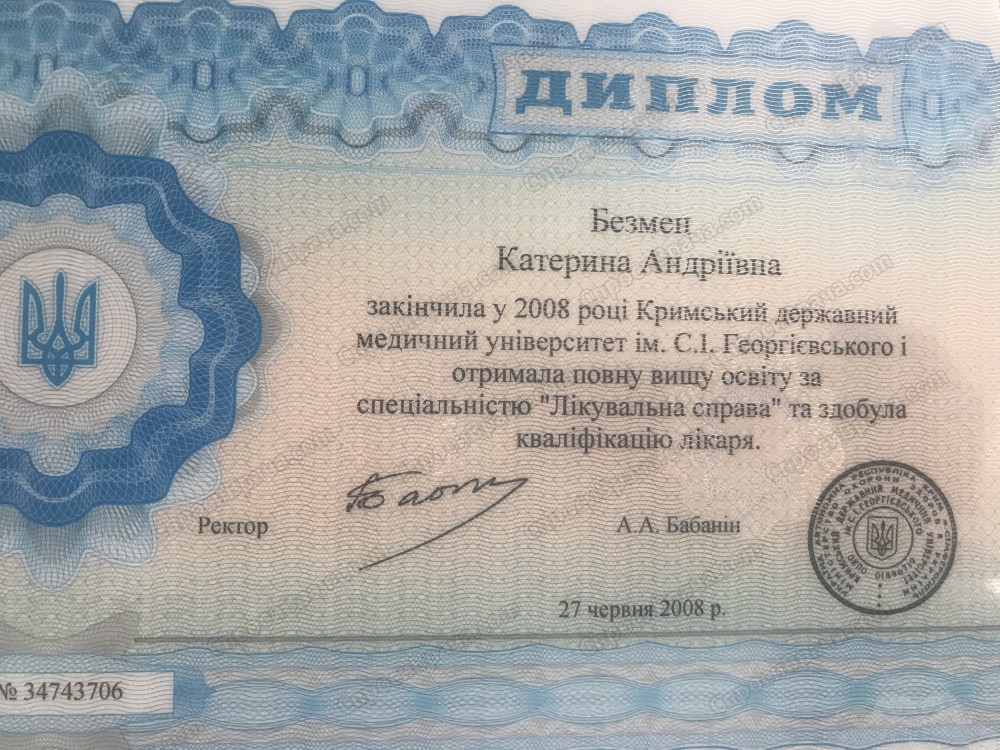 ДИПЛОМ
Безмен
Катерина Андріївна
закінчила у 2008 році Кримський державний
медичний університет ім. С.І. Георгієвського і
отримала повну вищу освіту за
спеціальністю "Лікувальна справа" та здобула
кваліфікацію лікаря.
Ректор
А.А. Бабанін
27 червня 2008 р.
№ 34743706